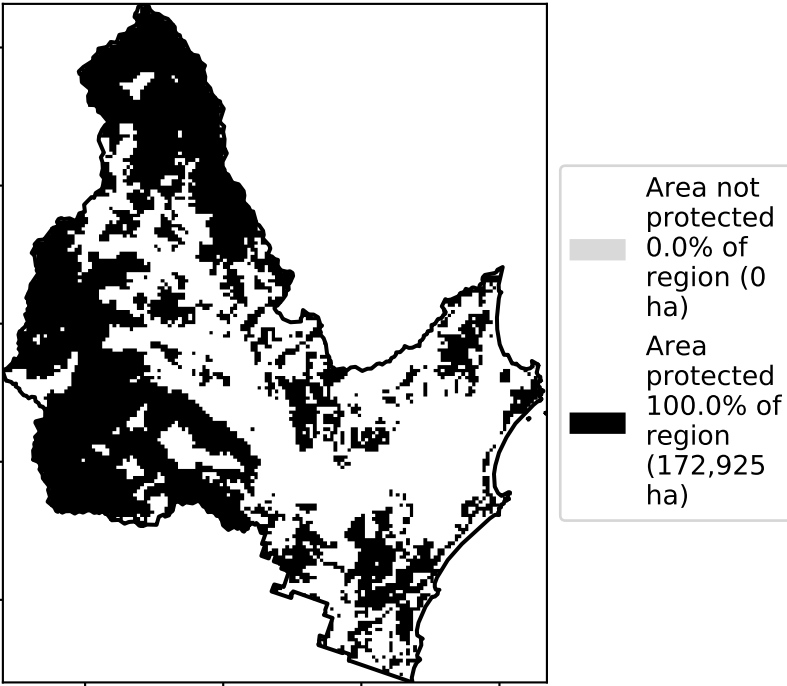 Area not
protected
0.0% of
region (0
ha)
Area
protected
100.0% of
region
(172,925
ha)